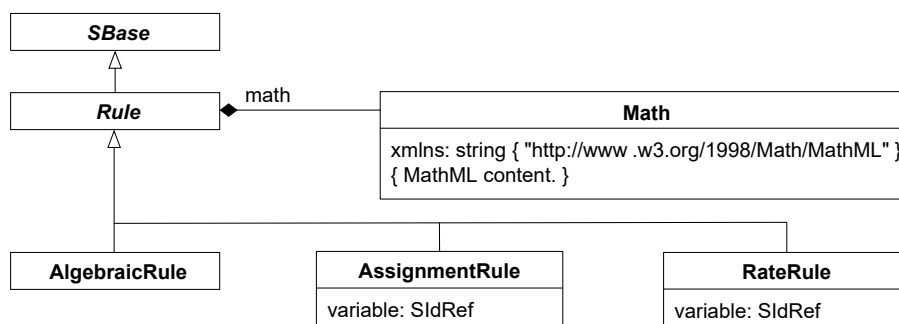 SBase
Rule
math
Math
xmlns: string { "http://www .w3.org/1998/Math/MathML" }
{ MathML content. }
AlgebraicRule
AssignmentRule
RateRule
variable: SIdRef
variable: SIdRef